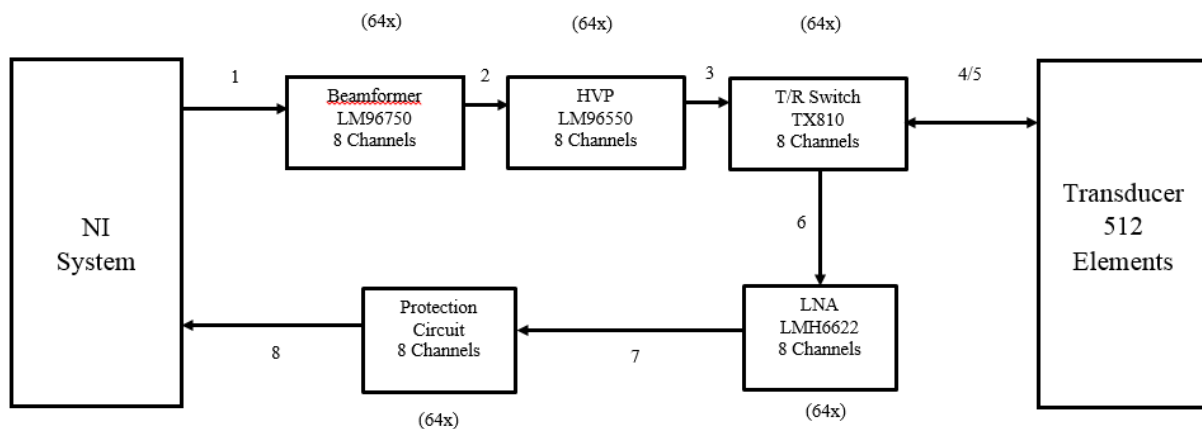 (64x)
(64x)
(64x)
1
2
3
4/5
Beamformer
LM96750
8 Channels
HVP
LM96550
8 Channels
T/R Switch
TX810
8 Channels
NI
System
Transducer
512
Elements
6
Protection
Circuit
8 Channels
LNA
LMH6622
8 Channels
8
7
(64x)
(64x)